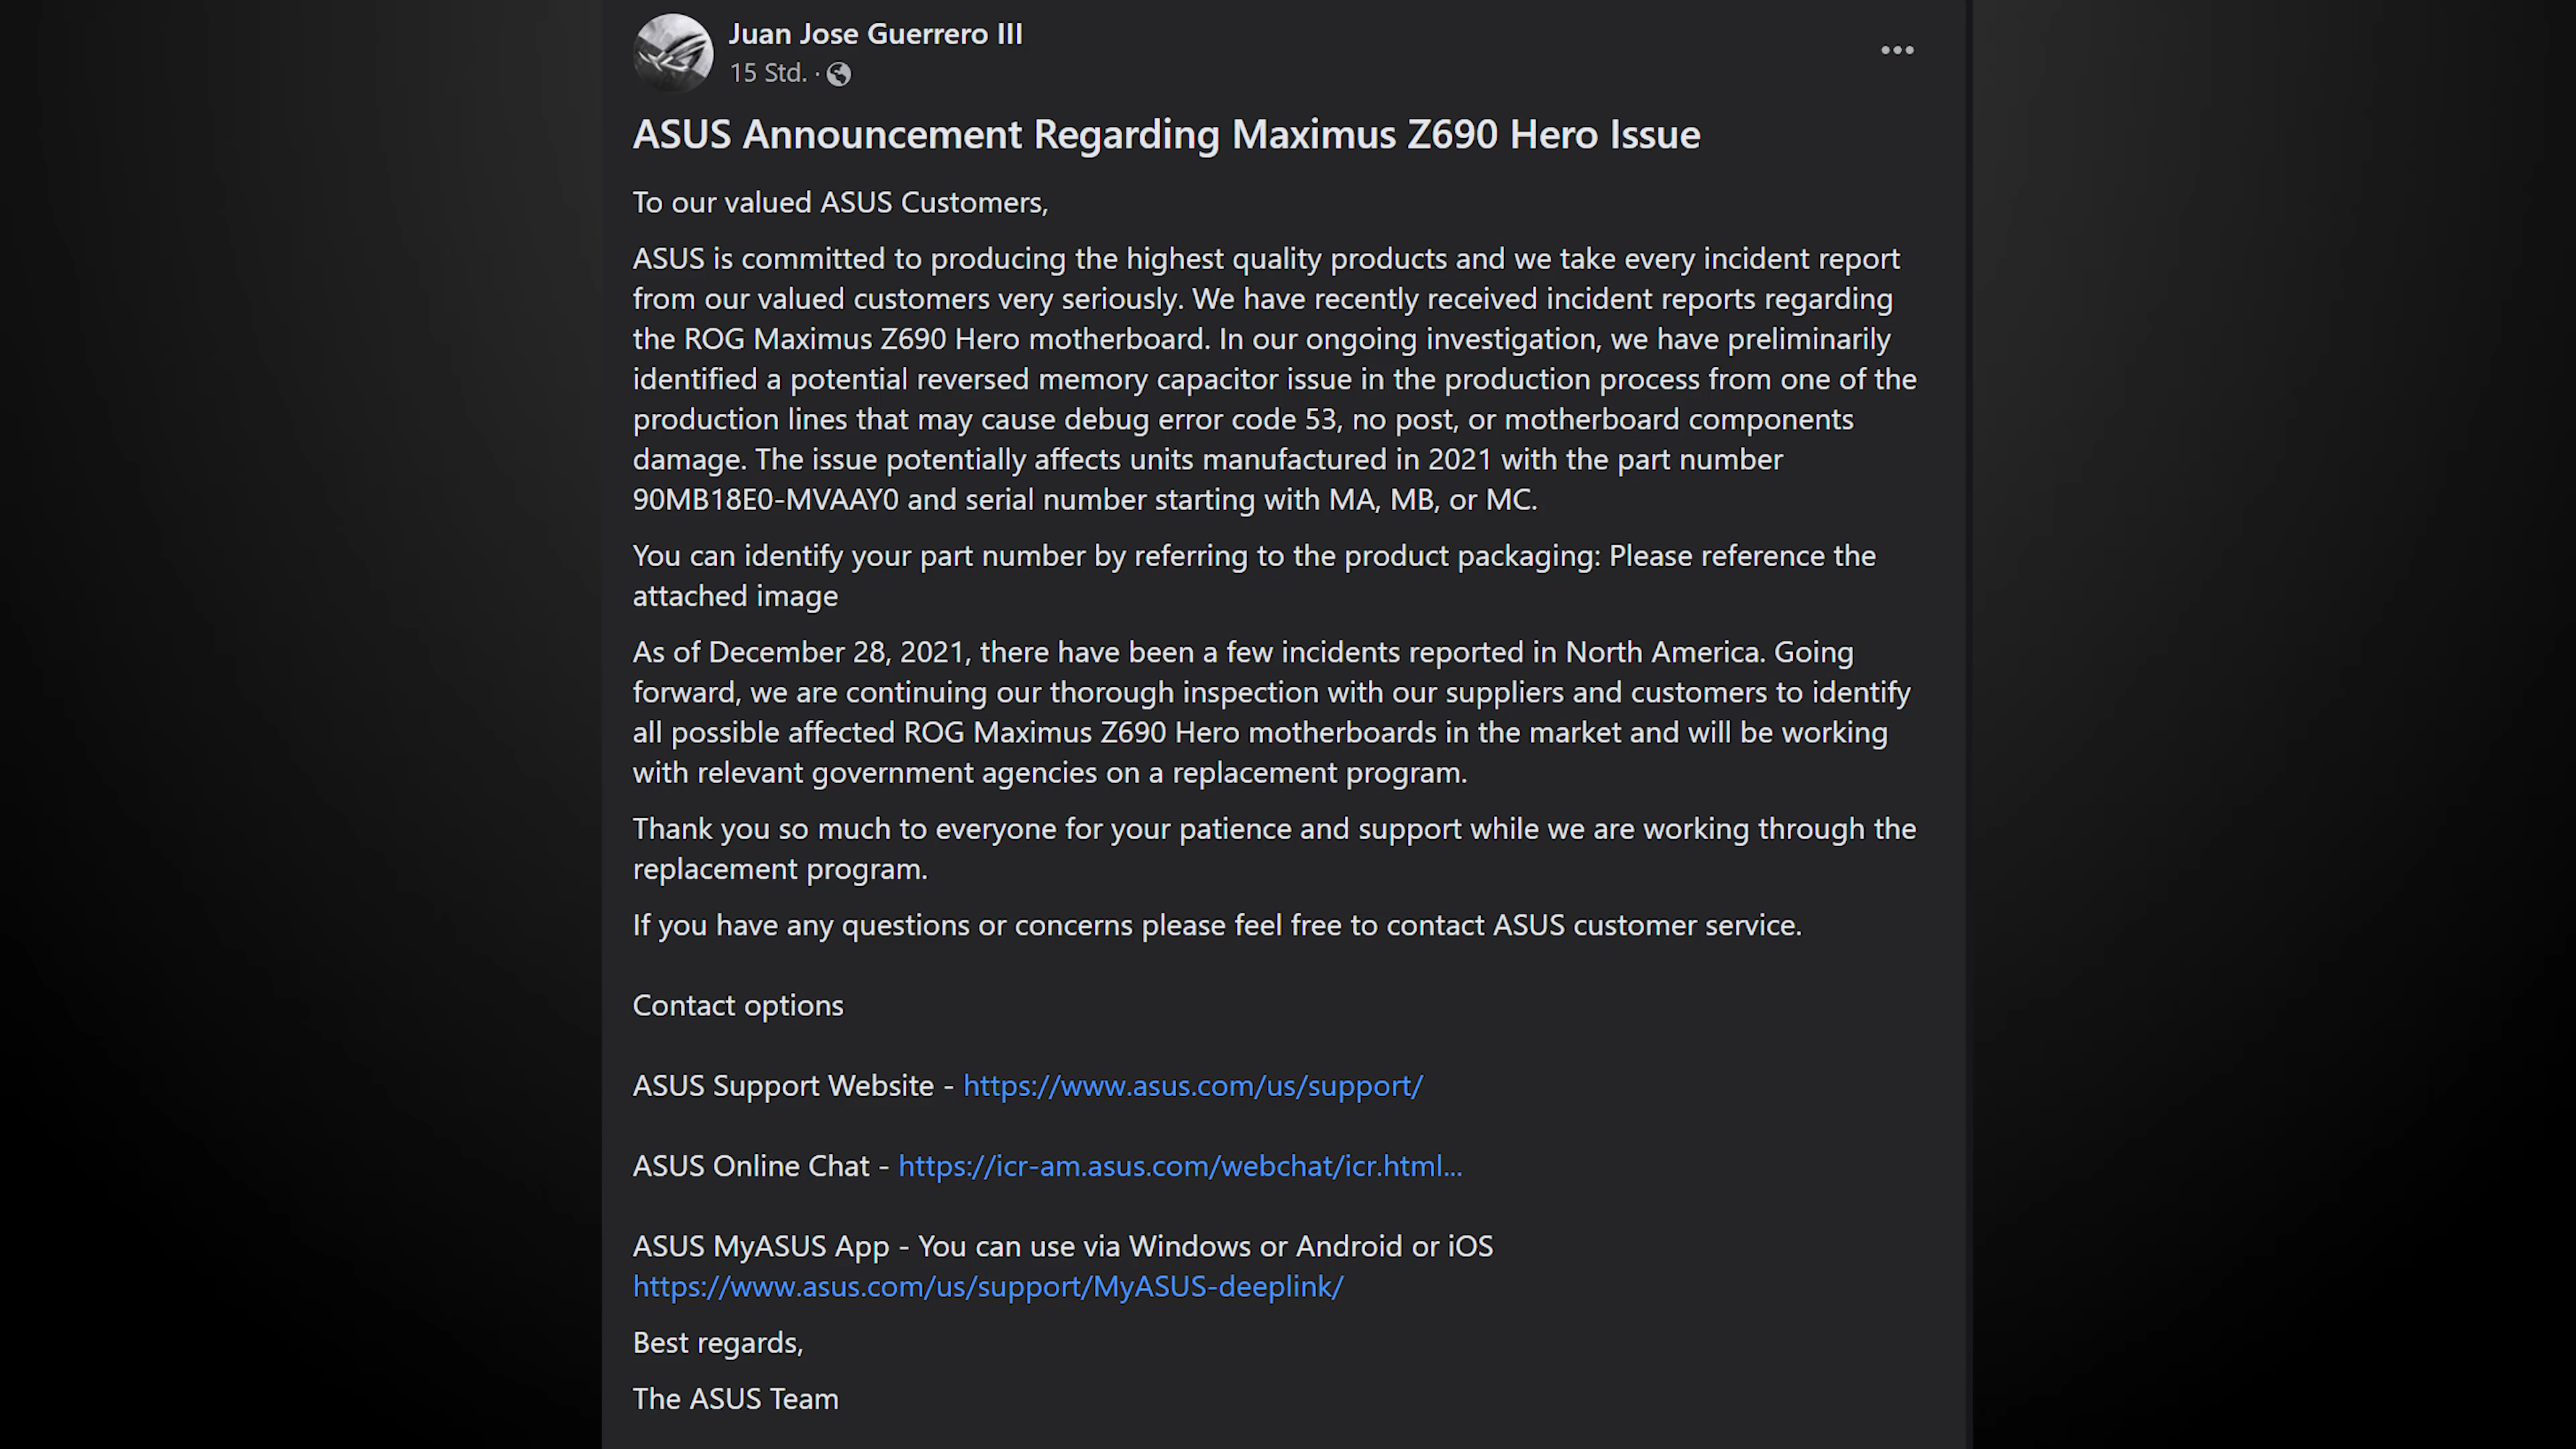 Juan Jose Guerrero III
15 Std. ·
ASUS Announcement Regarding Maximus Z690 Hero Issue
To our valued ASUS Customers,
ASUS is committed to producing the highest quality products and we take every incident report
from our valued customers very seriously. We have recently received incident reports regarding
the ROG Maximus Z690 Hero motherboard. In our ongoing investigation, we have preliminarily
identified a potential reversed memory capacitor issue in the production process from one of the
production lines that may cause debug error code 53, no post, or motherboard components
damage. The issue potentially affects units manufactured in 2021 with the part number
90MB18E0-MVAAY0 and serial number starting with MA, MB, or MC.
You can identify your part number by referring to the product packaging: Please reference the
attached image
As of December 28, 2021, there have been a few incidents reported in North America. Going
forward, we are continuing our thorough inspection with our suppliers and customers to identify
all possible affected ROG Maximus Z690 Hero motherboards in the market and will be working
with relevant government agencies on a replacement program.
Thank you so much to everyone for your patience and support while we are working through the
replacement program.
If you have any questions or concerns please feel free to contact ASUS customer service.
Contact options
ASUS Support Website - https://www.asus.com/us/support/
ASUS Online Chat - https://icr-am.asus.com/webchat/icr.html...
ASUS MyASUS App - You can use via Windows or Android or iOS
https://www.asus.com/us/support/MyASUS-deeplink/
Best regards,
The ASUS Team